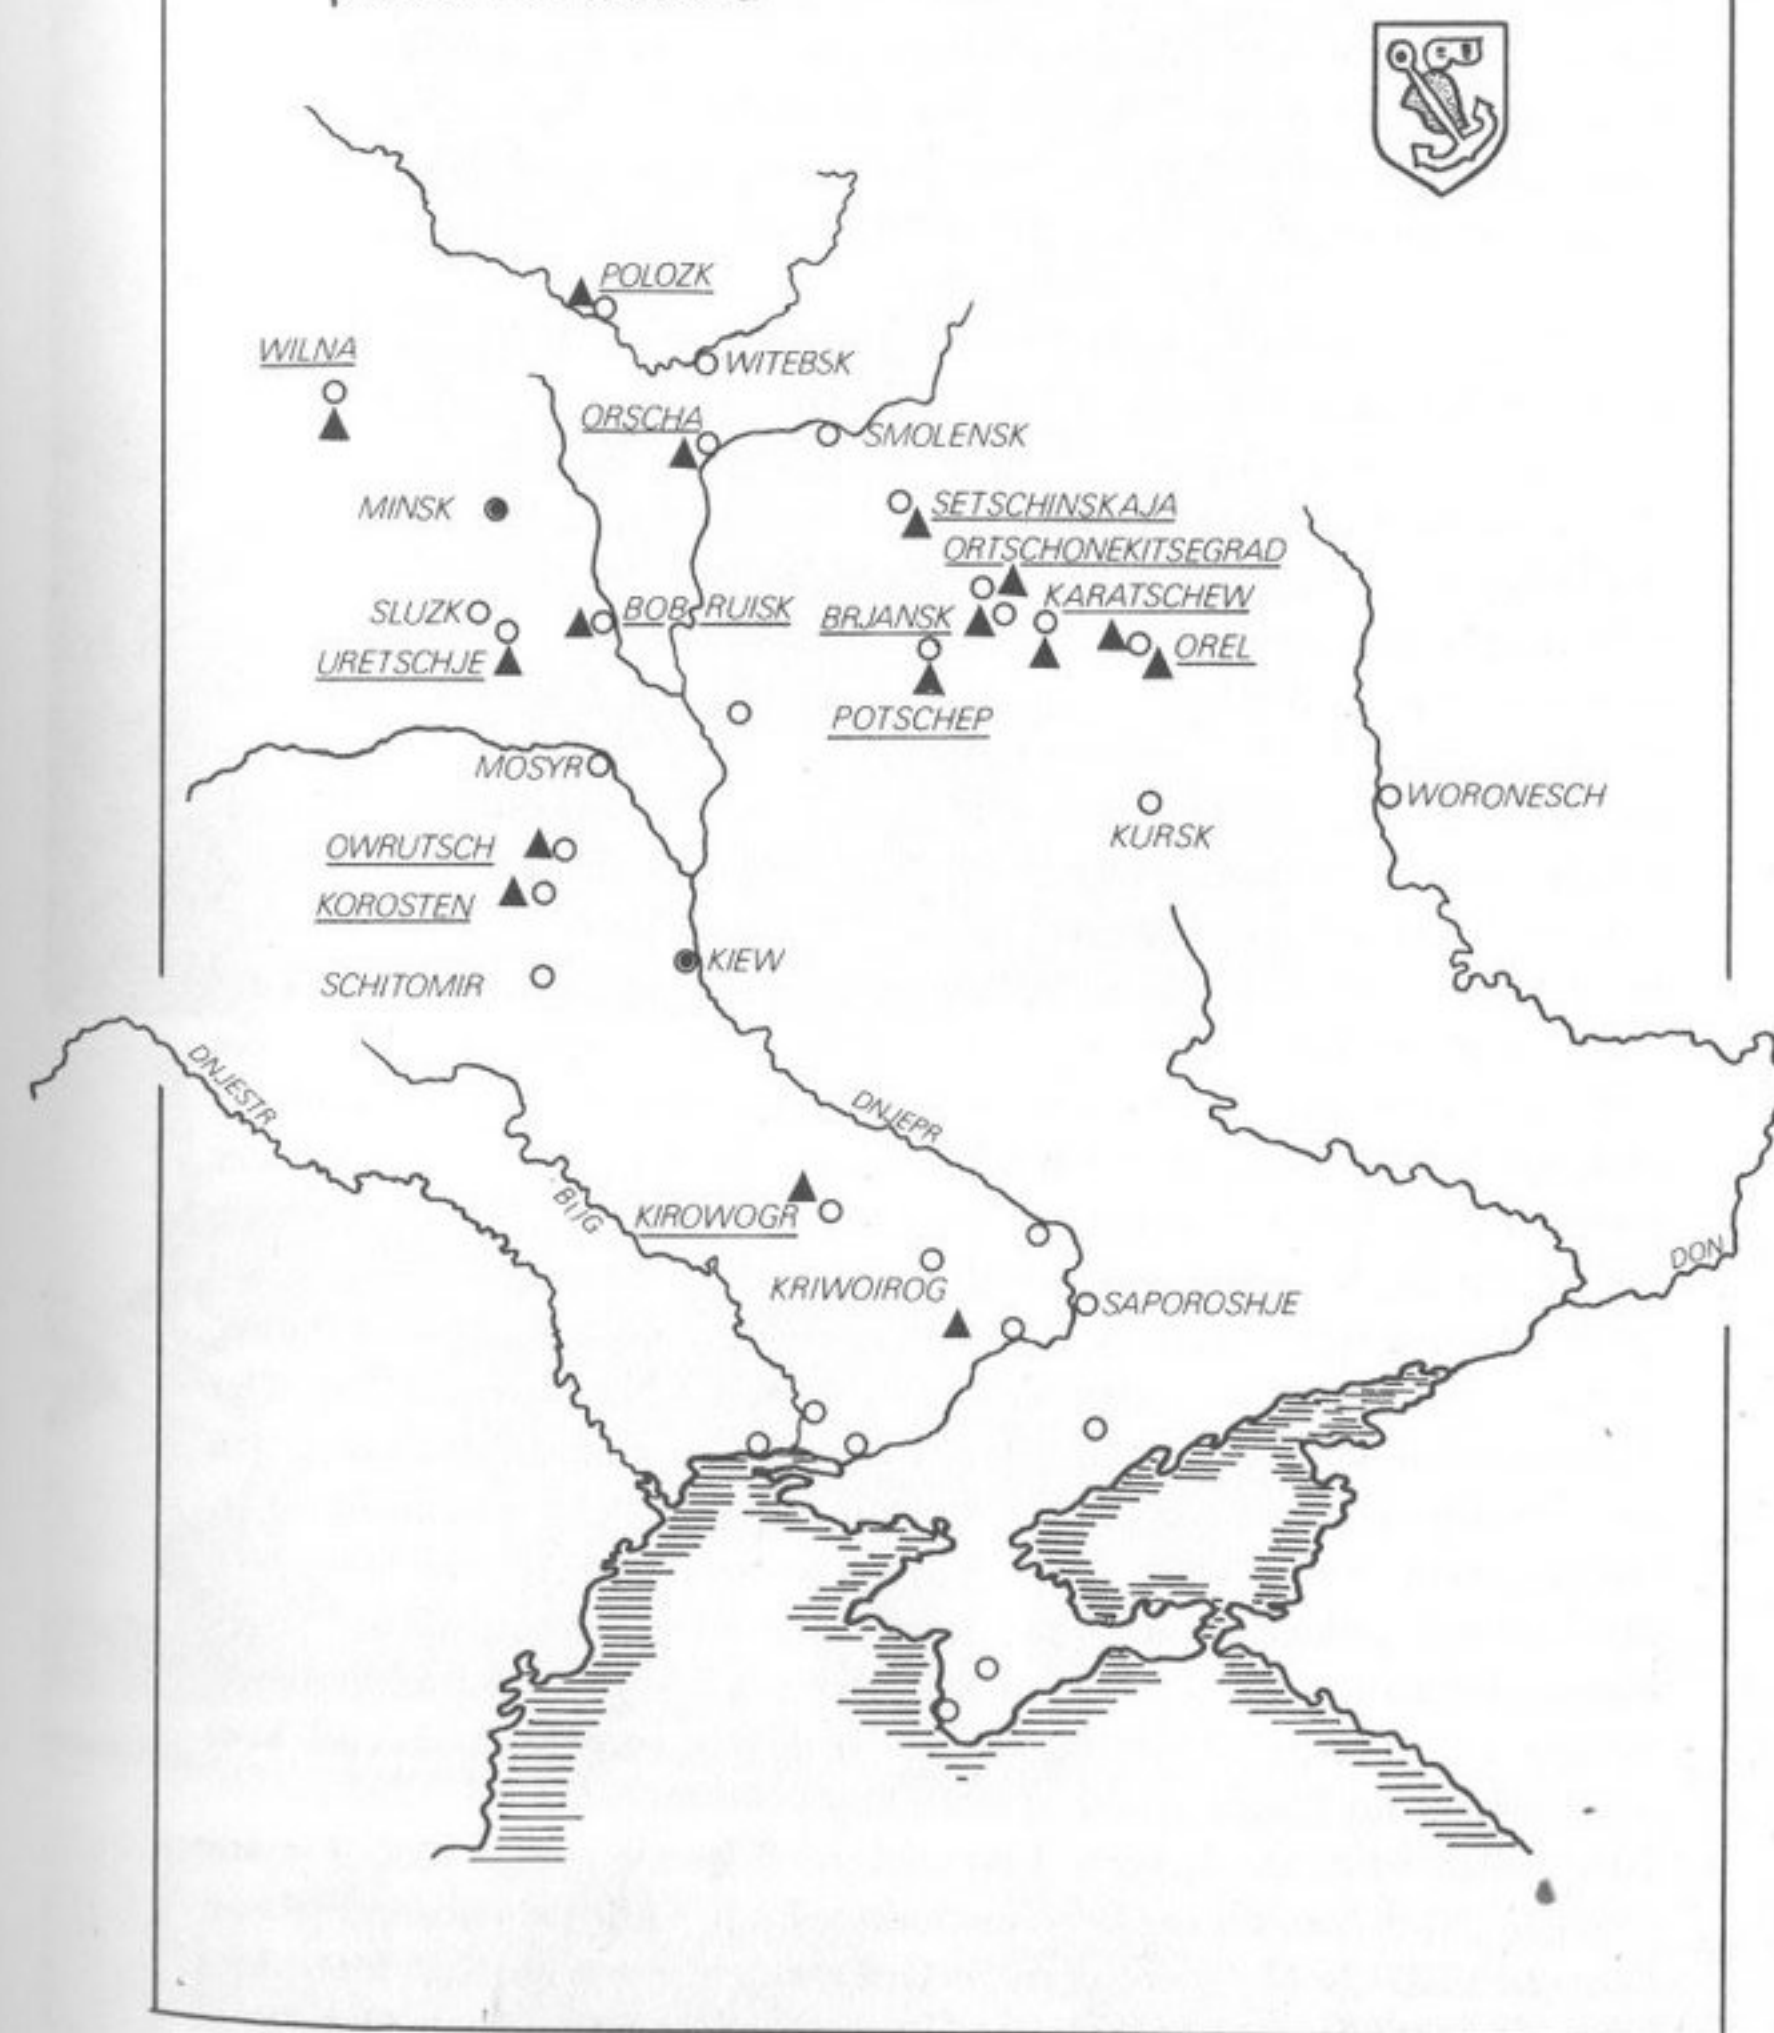 POLOZK
WILNA
WITEBSK
ORSCHA
SMOLENSK
MINSK
SETSCHINSKAJA
ORTSCHONEKITSEGRAD
SLUZK
BOBRUISK
BRJANSK
KARATSCHEW
URETSCHJE
OREL
POTSCHEP
MOSYR
WORONESCH
KURSK
OWRUTSCH
KOROSTEN
KIEW
SCHITOMIR
DNJESTR
DNJEPR
BUG
KIROWOGR
DON
KRIWOIROG
SAPOROSHJE